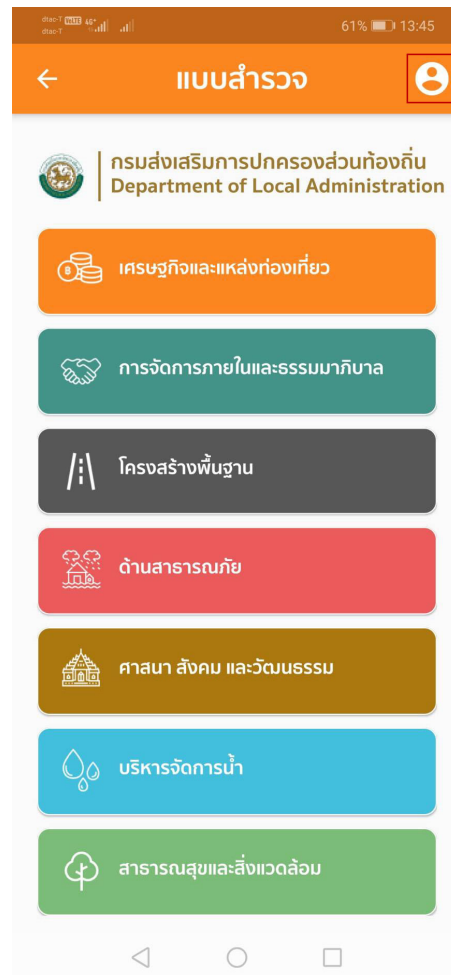 dtac-T VoLTE 46+
dtac-T
61% 13:45
แบบสำรวจ
กรมส่งเสริมการปกครองส่วนท้องถิ่น
Department of Local Administration
เศรษฐกิจและแหล่งท่องเที่ยว
การจัดการภายในและธรรมมาภิบาล
โครงสร้างพื้นฐาน
ด้านสาธารณภัย
ศาสนา สังคม และวัฒนธรรม
บริหารจัดการน้ำ
สาธารณสุขและสิ่งแวดล้อม